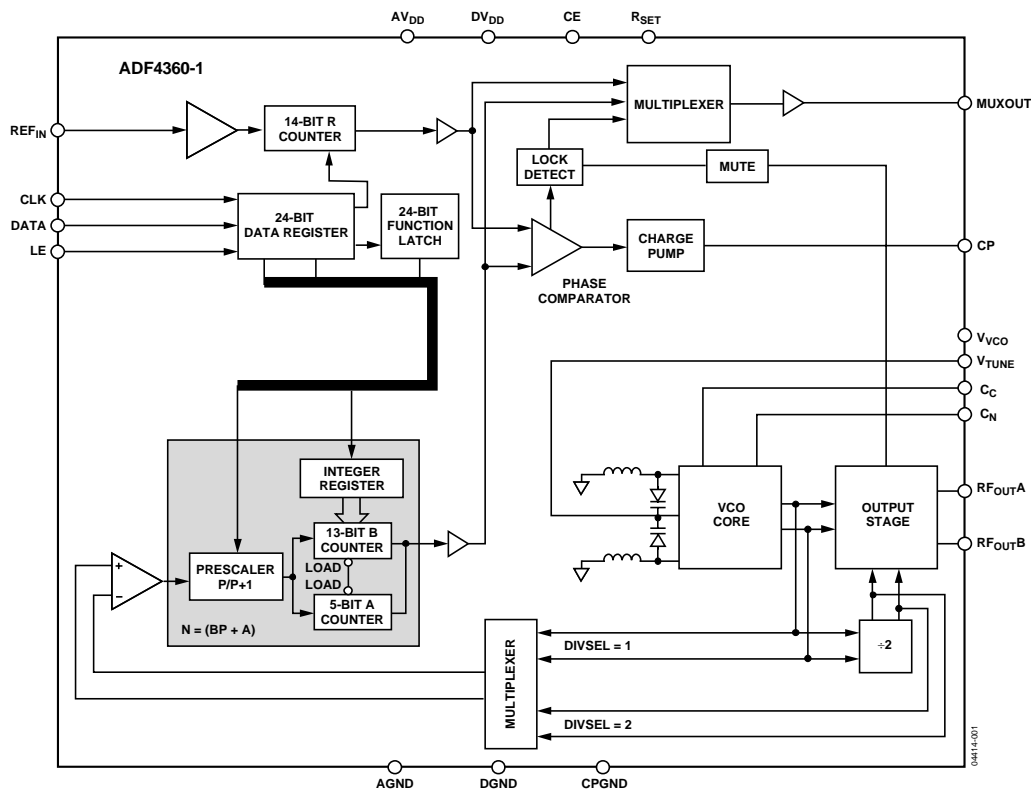 AVDD DVDD CE RSET
ADF4360-1
REFIN
14-BIT R
COUNTER
MULTIPLEXER
MUXOUT
LOCK
DETECT
MUTE
CLK
DATA
LE
24-BIT
DATA REGISTER
24-BIT
FUNCTION
LATCH
PHASE
COMPARATOR
CHARGE
PUMP
CP
VVCO
VTUNE
CC
CN
INTEGER
REGISTER
13-BIT B
COUNTER
LOAD
LOAD
5-BIT A
COUNTER
PRESCALER
P/P+1
+
−
N = (BP + A)
VCO
CORE
OUTPUT
STAGE
RFOUTA
RFOUTB
MULTIPLEXER
DIVSEL = 1
DIVSEL = 2
÷2
04414-001
AGND DGND CPGND